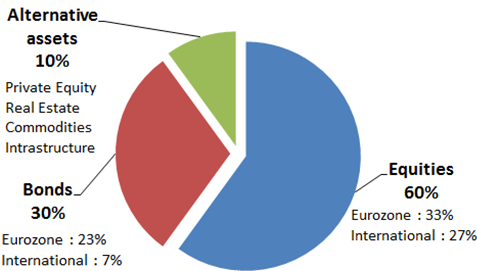 Alternative
assets
10%
Private Equity
Real Estate
Commodities
Intrastructure
Bonds
30%
Eurozone : 23%
International : 7%
Equities
60%
Eurozone : 33%
International : 27%